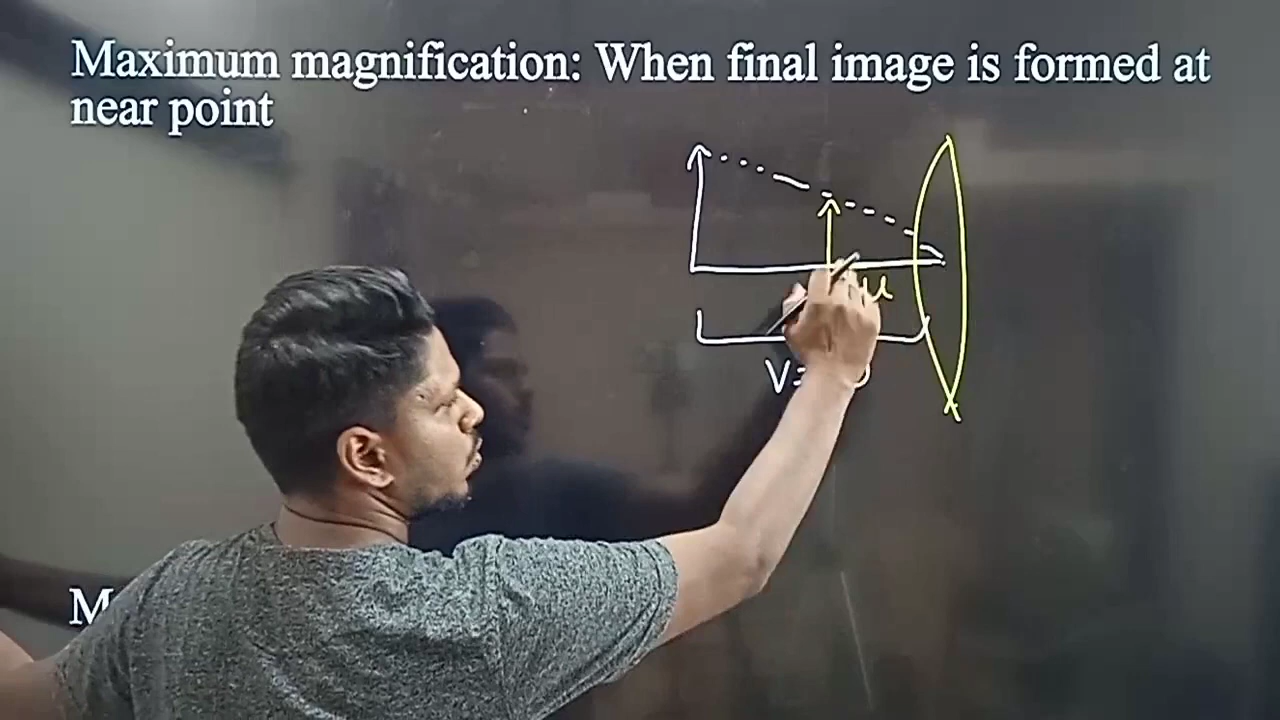 Maximum magnification: When final image is formed at
near point
u
V=
M